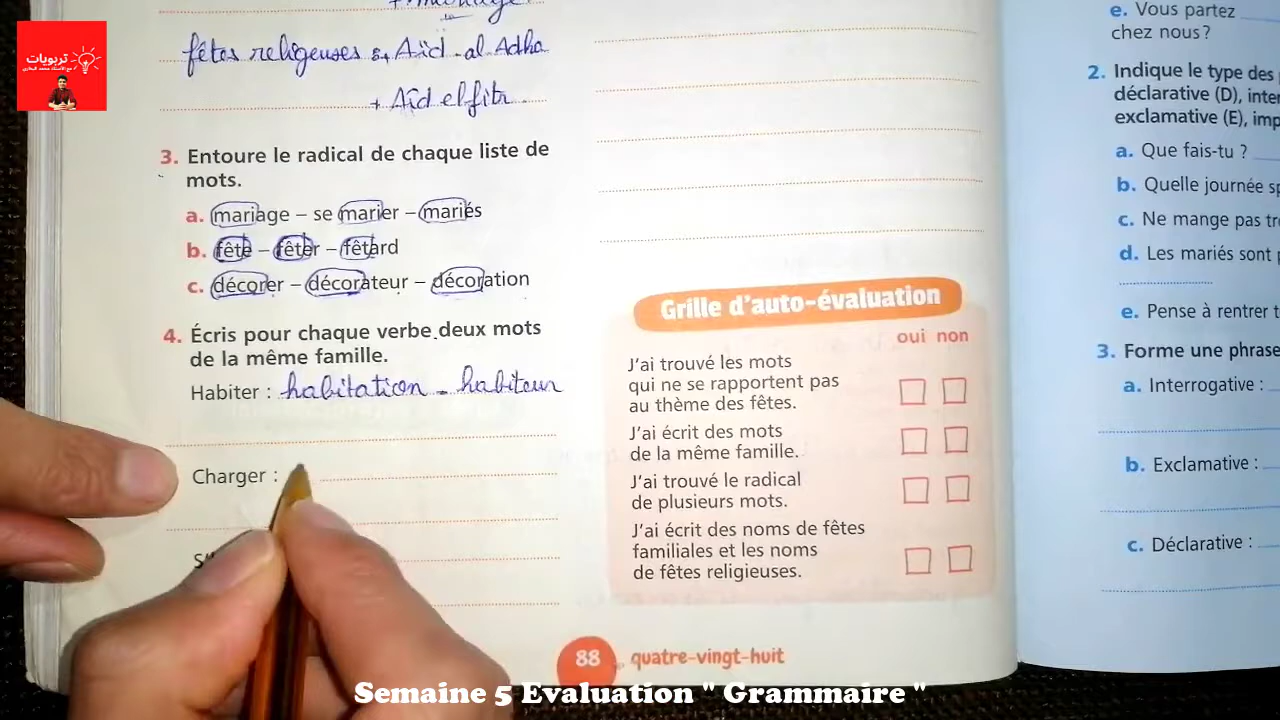 تربويات
fêtes religieuses : Aïd al Adha
+ Aïd el fitr
3. Entoure le radical de chaque liste de
mots.
a. mariage – se marier – mariés
b. fête – fêter – fêtard
c. décorer – décorateur – décoration
4. Écris pour chaque verbe deux mots
de la même famille.
Habiter : habitation - habiteur
Charger :
Grille d'auto-évaluation
oui non
J'ai trouvé les mots
qui ne se rapportent pas
au thème des fêtes.
J'ai écrit des mots
de la même famille.
J'ai trouvé le radical
de plusieurs mots.
J'ai écrit des noms de fêtes
familiales et les noms
de fêtes religieuses.
88 quatre-vingt-huit
e. Vous partez
chez nous ?
2. Indique le type des
déclarative (D), inter
exclamative (E), imp
a. Que fais-tu ?
b. Quelle journée sp
c. Ne mange pas tr
d. Les mariés sont
e. Pense à rentrer t
3. Forme une phrase
a. Interrogative :
b. Exclamative :
c. Déclarative :
Semaine 5 Evaluation " Grammaire "